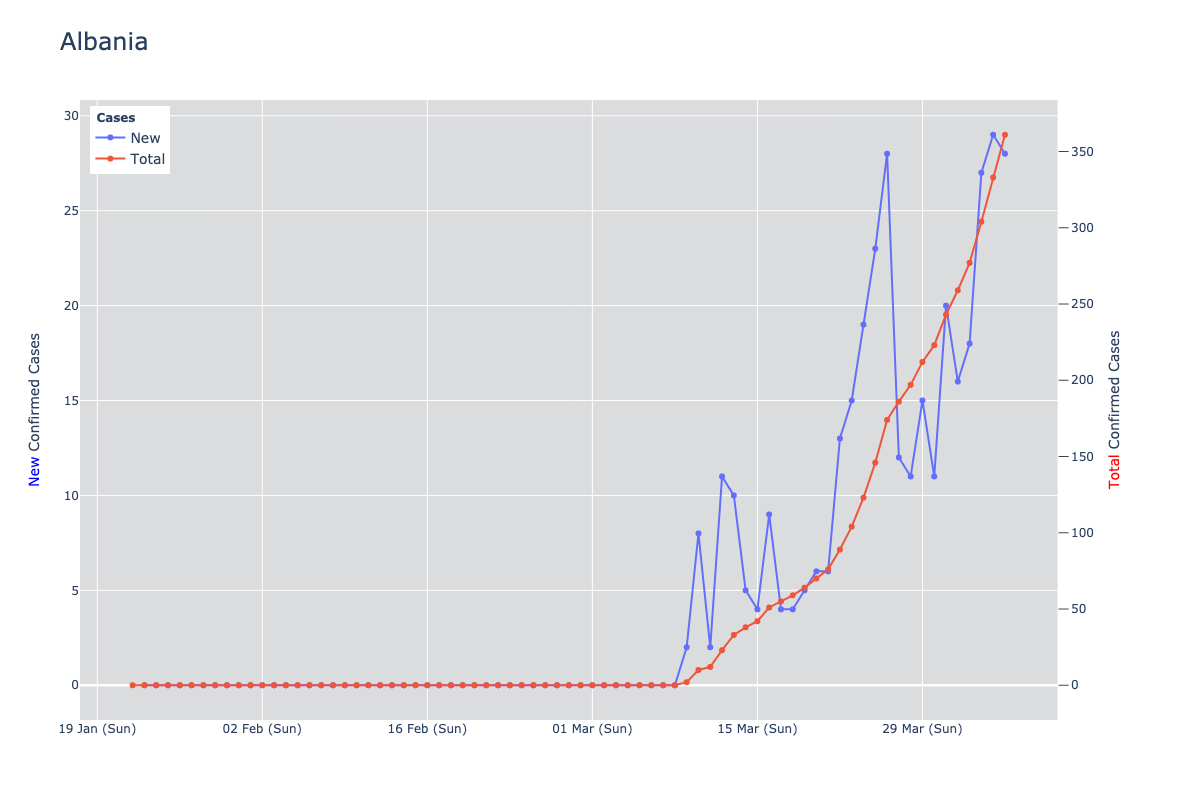 Albania
Cases
New
Total
30
25
20
15
10
5
0
350
300
250
200
150
100
50
0
New Confirmed Cases
Total Confirmed Cases
19 Jan (Sun)
02 Feb (Sun)
16 Feb (Sun)
01 Mar (Sun)
15 Mar (Sun)
29 Mar (Sun)